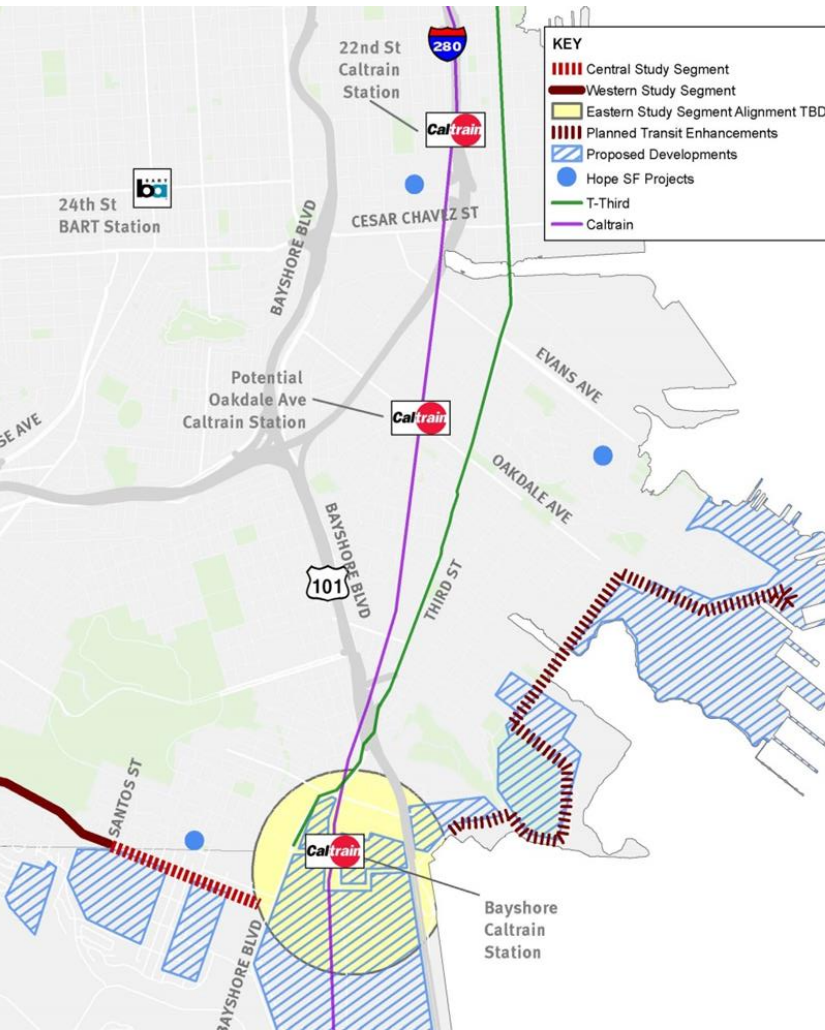 280
22nd St
Caltrain
Station
Caltrain
KEY
Central Study Segment
Western Study Segment
Eastern Study Segment Alignment TBD
Planned Transit Enhancements
Proposed Developments
Hope SF Projects
T-Third
Caltrain
BART
ba
24th St
BART Station
CESAR CHAVEZ ST
BAYSHORE BLVD
EVANS AVE
Potential
Oakdale Ave
Caltrain Station
Caltrain
SE AVE
OAKDALE AVE
BAYSHORE BLVD
101
THIRD ST
SANTOS ST
Caltrain
Bayshore
Caltrain
Station
BAYSHORE BLVD